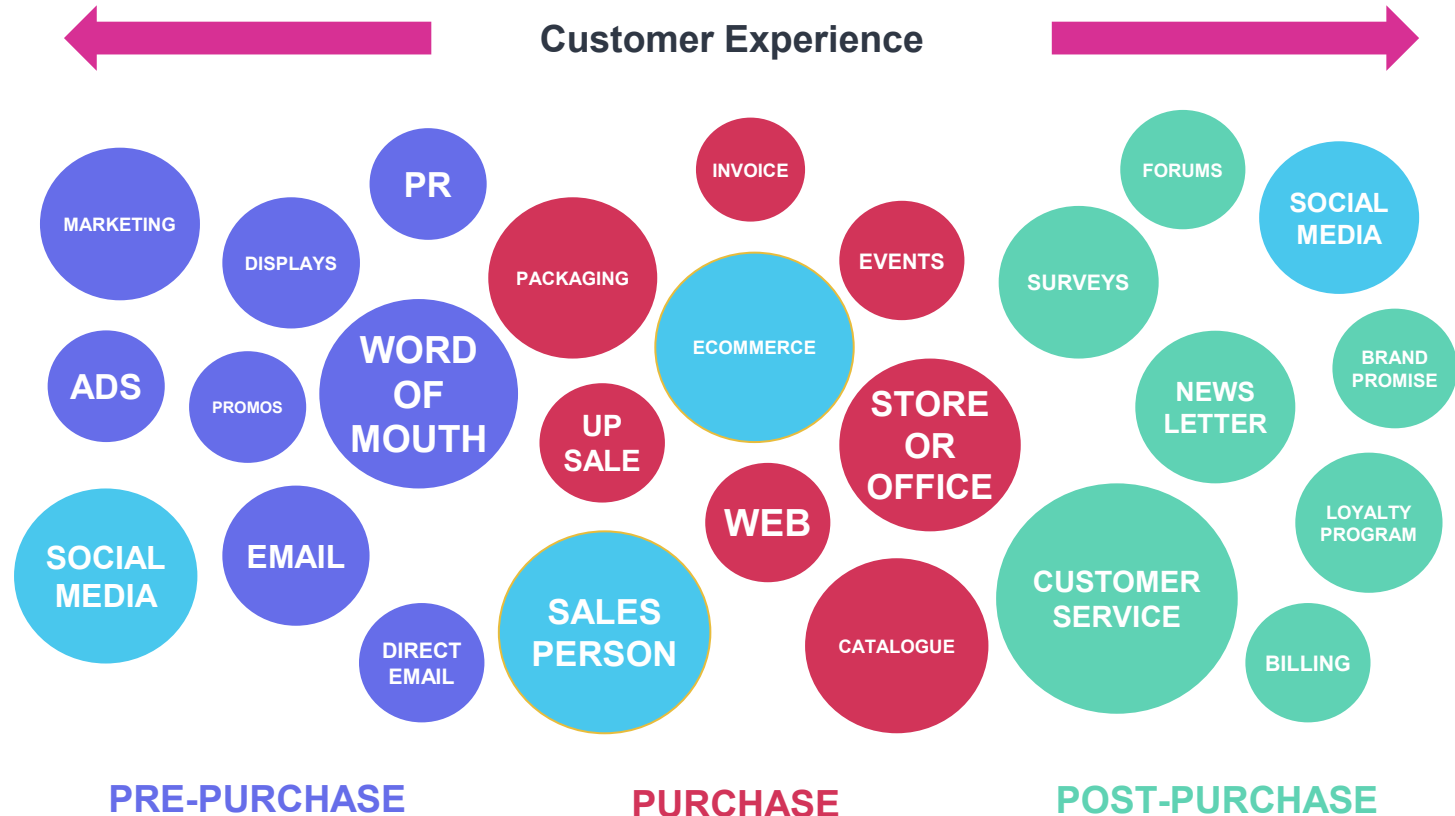 Customer Experience
MARKETING
DISPLAYS
PR
ADS
PROMOS
WORD
OF
MOUTH
SOCIAL
MEDIA
EMAIL
DIRECT
EMAIL
PACKAGING
INVOICE
EVENTS
ECOMMERCE
UP
SALE
STORE
OR
OFFICE
WEB
SALES
PERSON
CATALOGUE
FORUMS
SOCIAL
MEDIA
SURVEYS
BRAND
PROMISE
NEWS
LETTER
LOYALTY
PROGRAM
CUSTOMER
SERVICE
BILLING
PRE-PURCHASE
PURCHASE
POST-PURCHASE